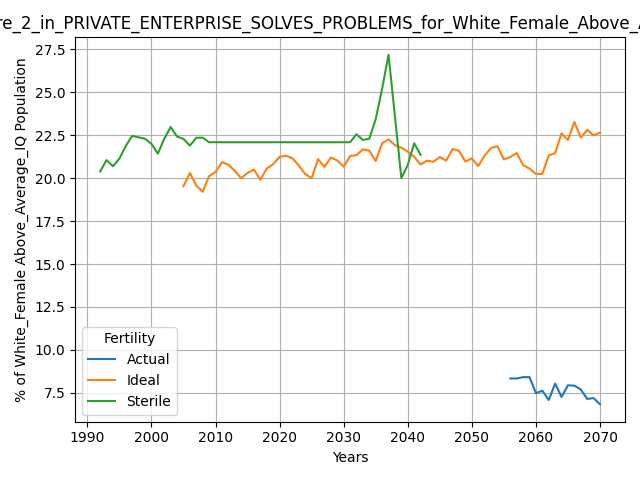 re_2_in_PRIVATE_ENTERPRISE_SOLVES_PROBLEMS_for_White_Female_Above_A
27.5
25.0
22.5
20.0
17.5
15.0
12.5
10.0
7.5
% of White_Female Above_Average_IQ Population
Fertility
Actual
Ideal
Sterile
1990 2000 2010 2020 2030 2040 2050 2060 2070
Years